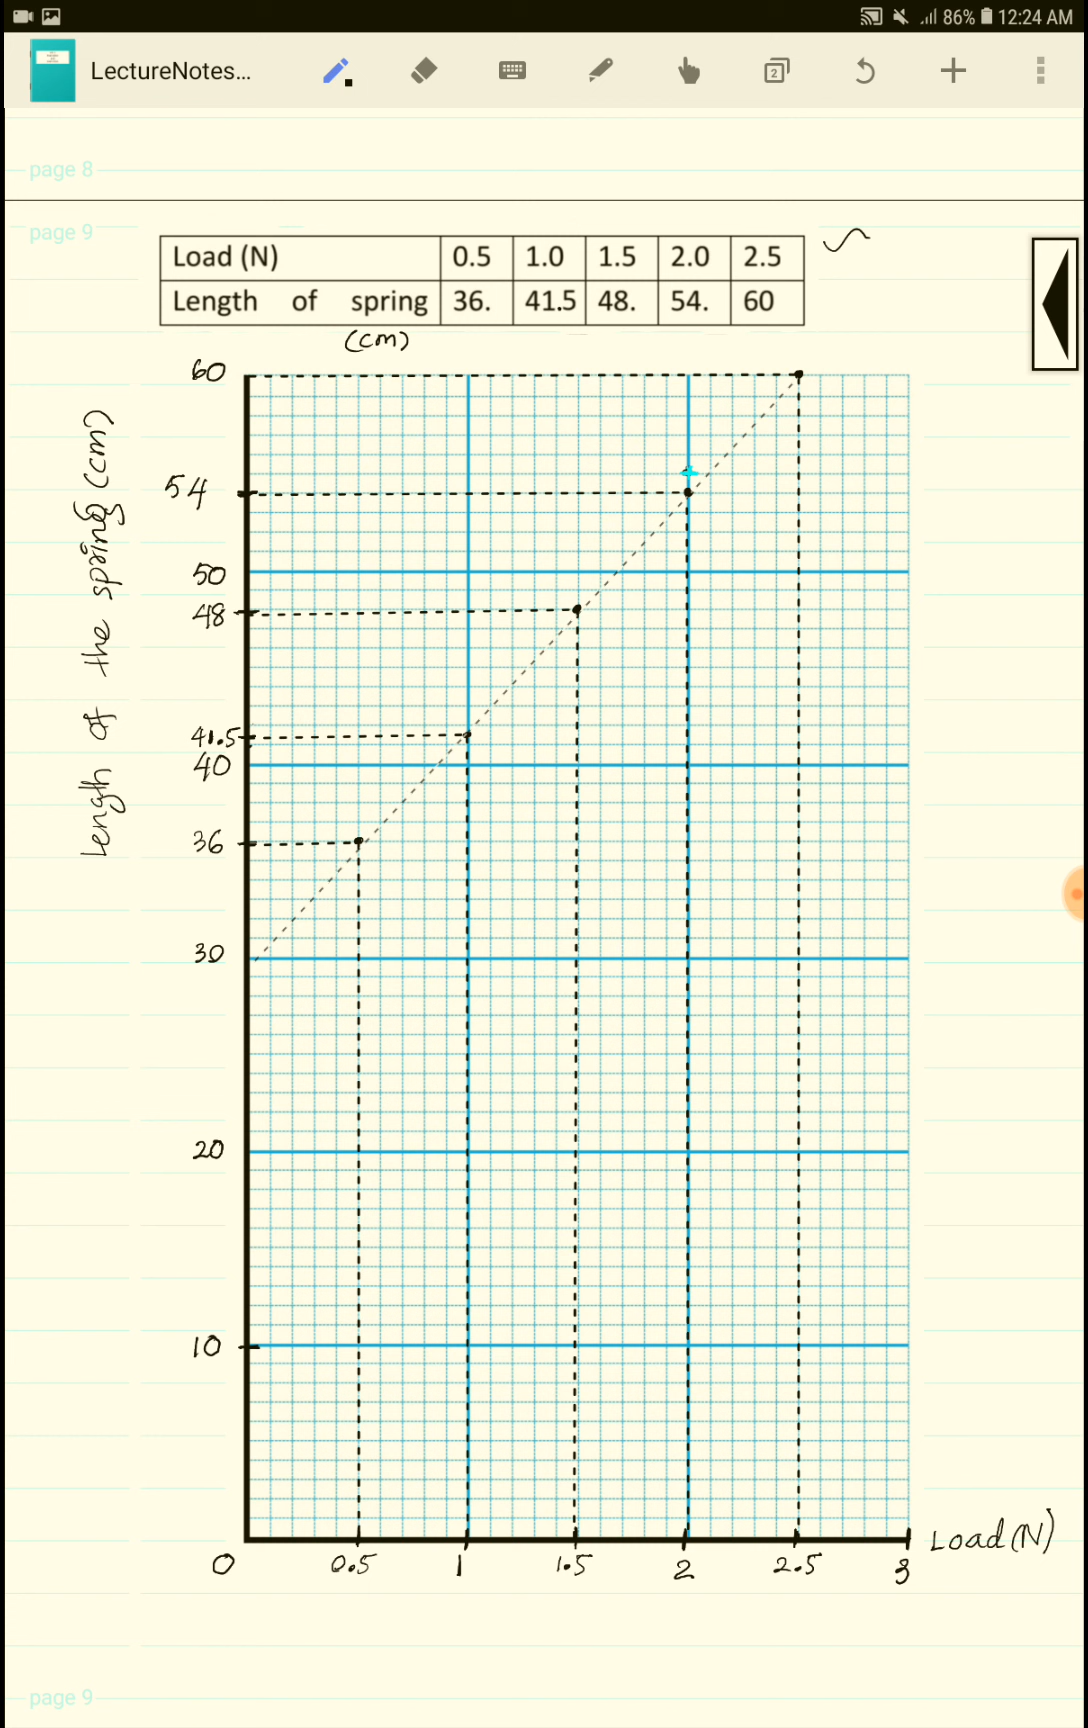 86% 12:24 AM
LectureNotes...
2
page 8
page 9
Load (N) 0.5 1.0 1.5 2.0 2.5
Length of spring 36. 41.5 48. 54. 60
(cm)
60
54
50
48
41.5
40
36
30
20
10
Length of the spring (cm)
0 0.5 1 1.5 2 2.5 3 Load (N)
page 9